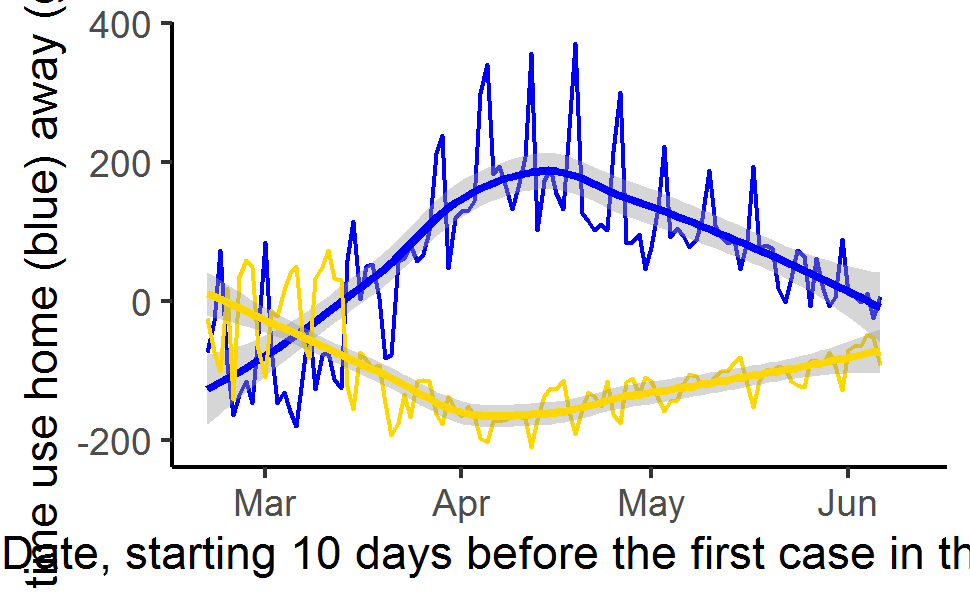 time use home (blue) away (
400
200
0
-200
Mar Apr May Jun
Date, starting 10 days before the first case in th